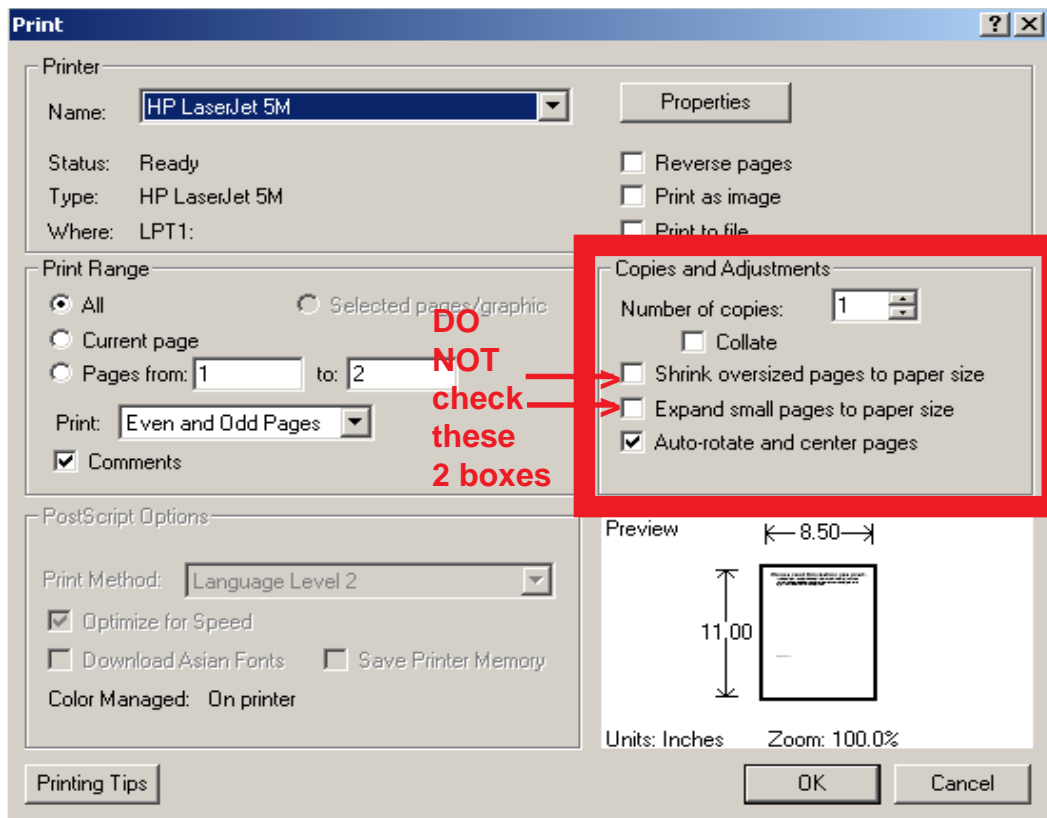 Print
Printer
Name: HP LaserJet 5M
Properties
Status: Ready
Type: HP LaserJet 5M
Where: LPT1:
Reverse pages
Print as image
Print to file
Print Range
All
Selected pages/graphic
Current page
Pages from: 1 to: 2
Print: Even and Odd Pages
Comments
DO
NOT
check
these
2 boxes
Copies and Adjustments
Number of copies: 1
Collate
Shrink oversized pages to paper size
Expand small pages to paper size
Auto-rotate and center pages
PostScript Options
Print Method: Language Level 2
Optimize for Speed
Download Asian Fonts
Save Printer Memory
Color Managed: On printer
Preview
8.50
11.00
Units: Inches Zoom: 100.0%
Printing Tips
OK
Cancel